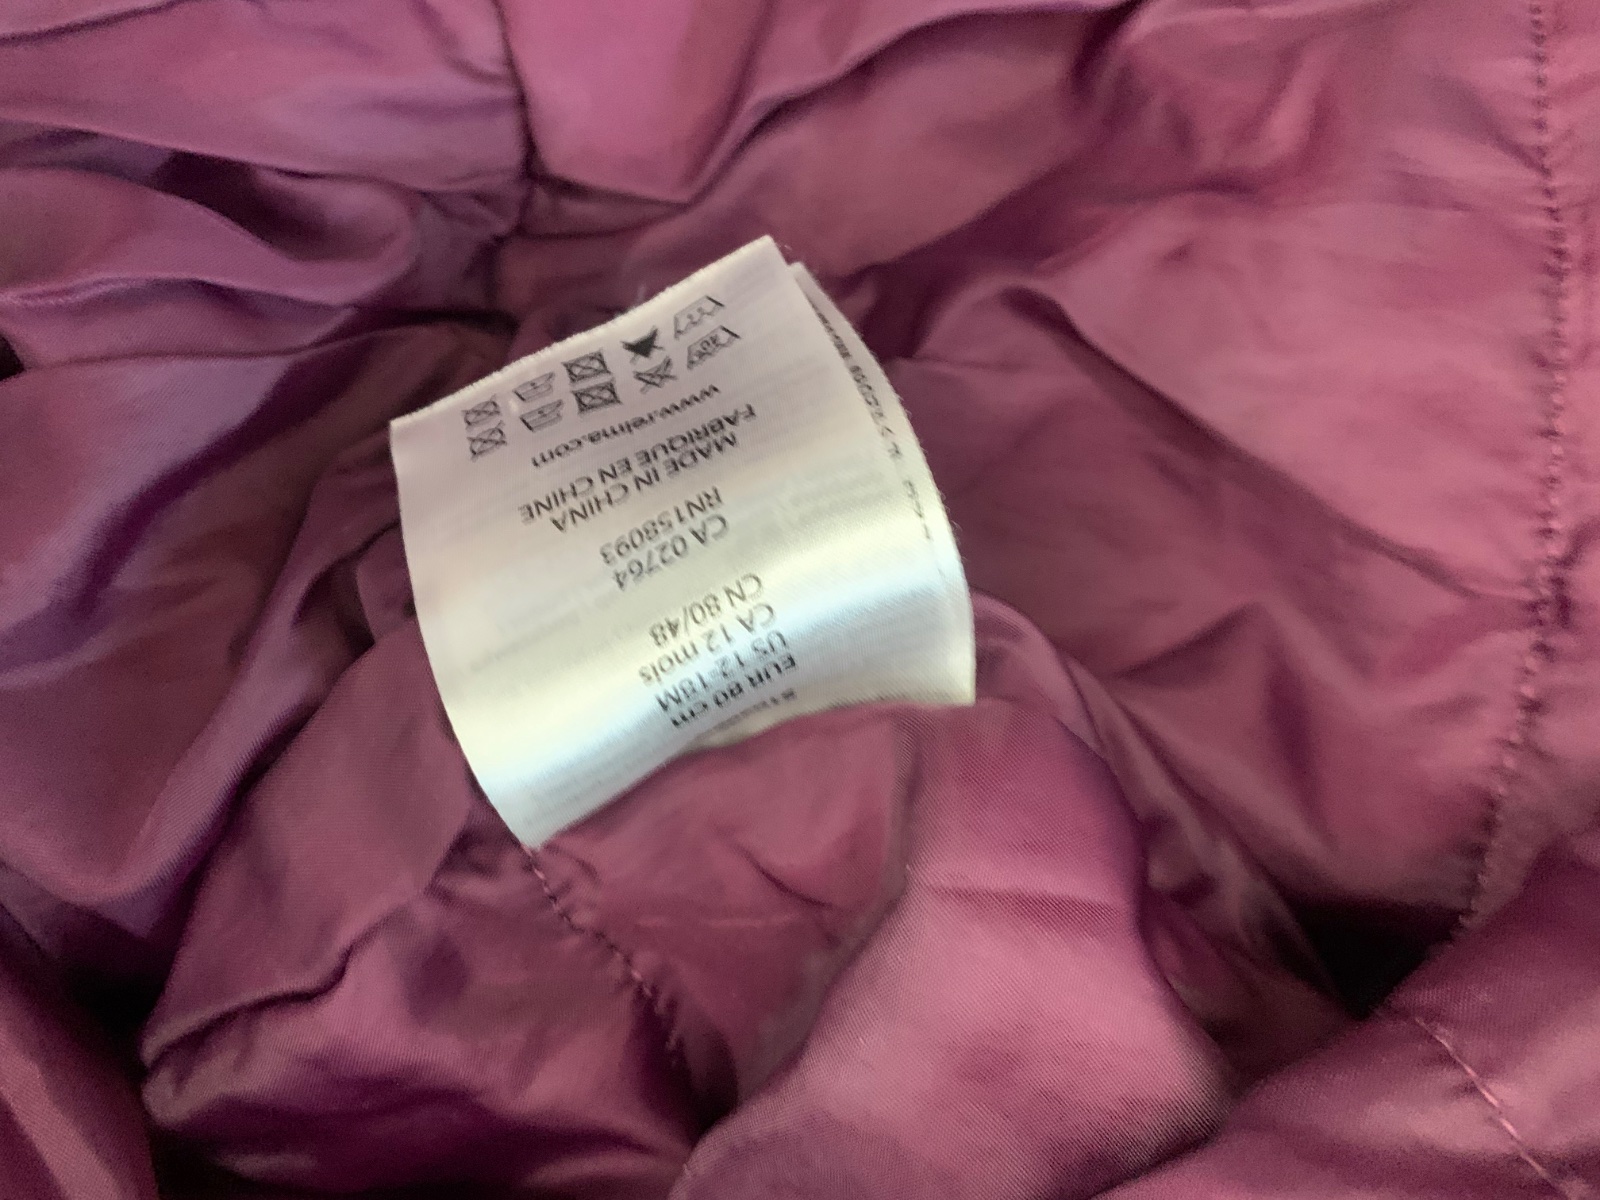 EUR 80 cm
US 12-18M
CA 12 mois
CN 80/48
CA 02764
RN158093
MADE IN CHINA
FABRIQUE EN CHINE
www.reima.com